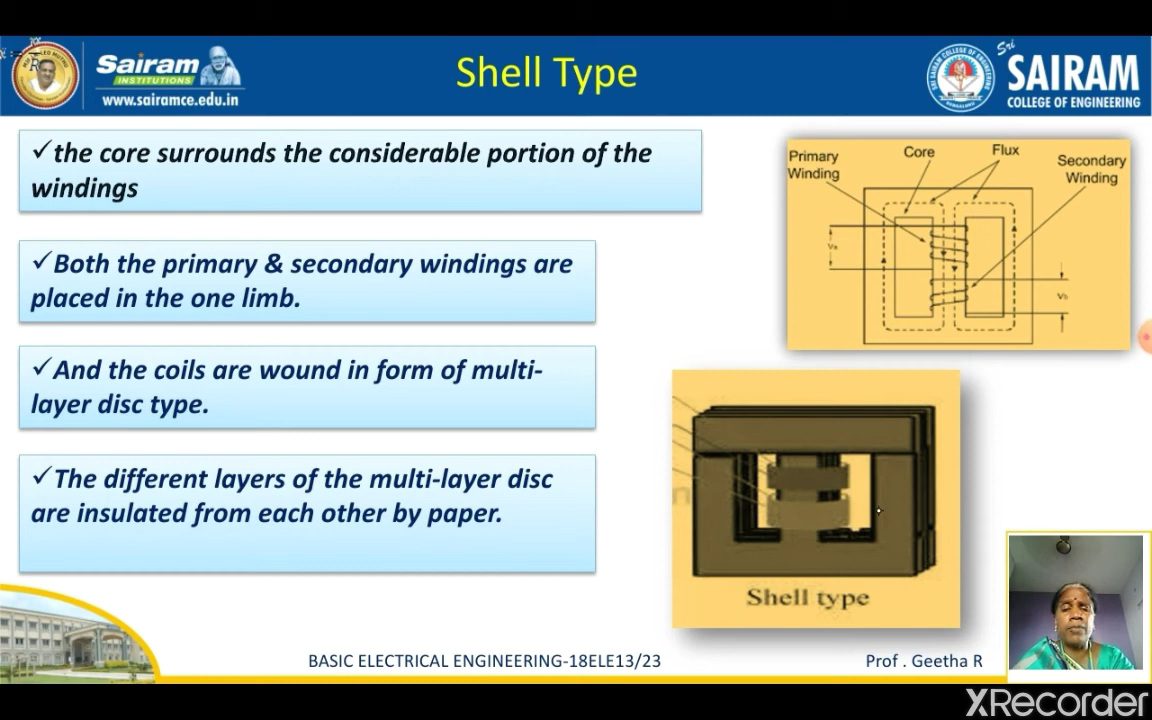 Sairam
INSTITUTIONS
www.sairamce.edu.in
Shell Type
Sri
SAIRAM
COLLEGE OF ENGINEERING
✓the core surrounds the considerable portion of the
windings
✓Both the primary & secondary windings are
placed in the one limb.
✓And the coils are wound in form of multi-
layer disc type.
✓The different layers of the multi-layer disc
are insulated from each other by paper.
Primary
Winding
Core
Flux
Secondary
Winding
Shell type
BASIC ELECTRICAL ENGINEERING-18ELE13/23
Prof . Geetha R
XRecorder